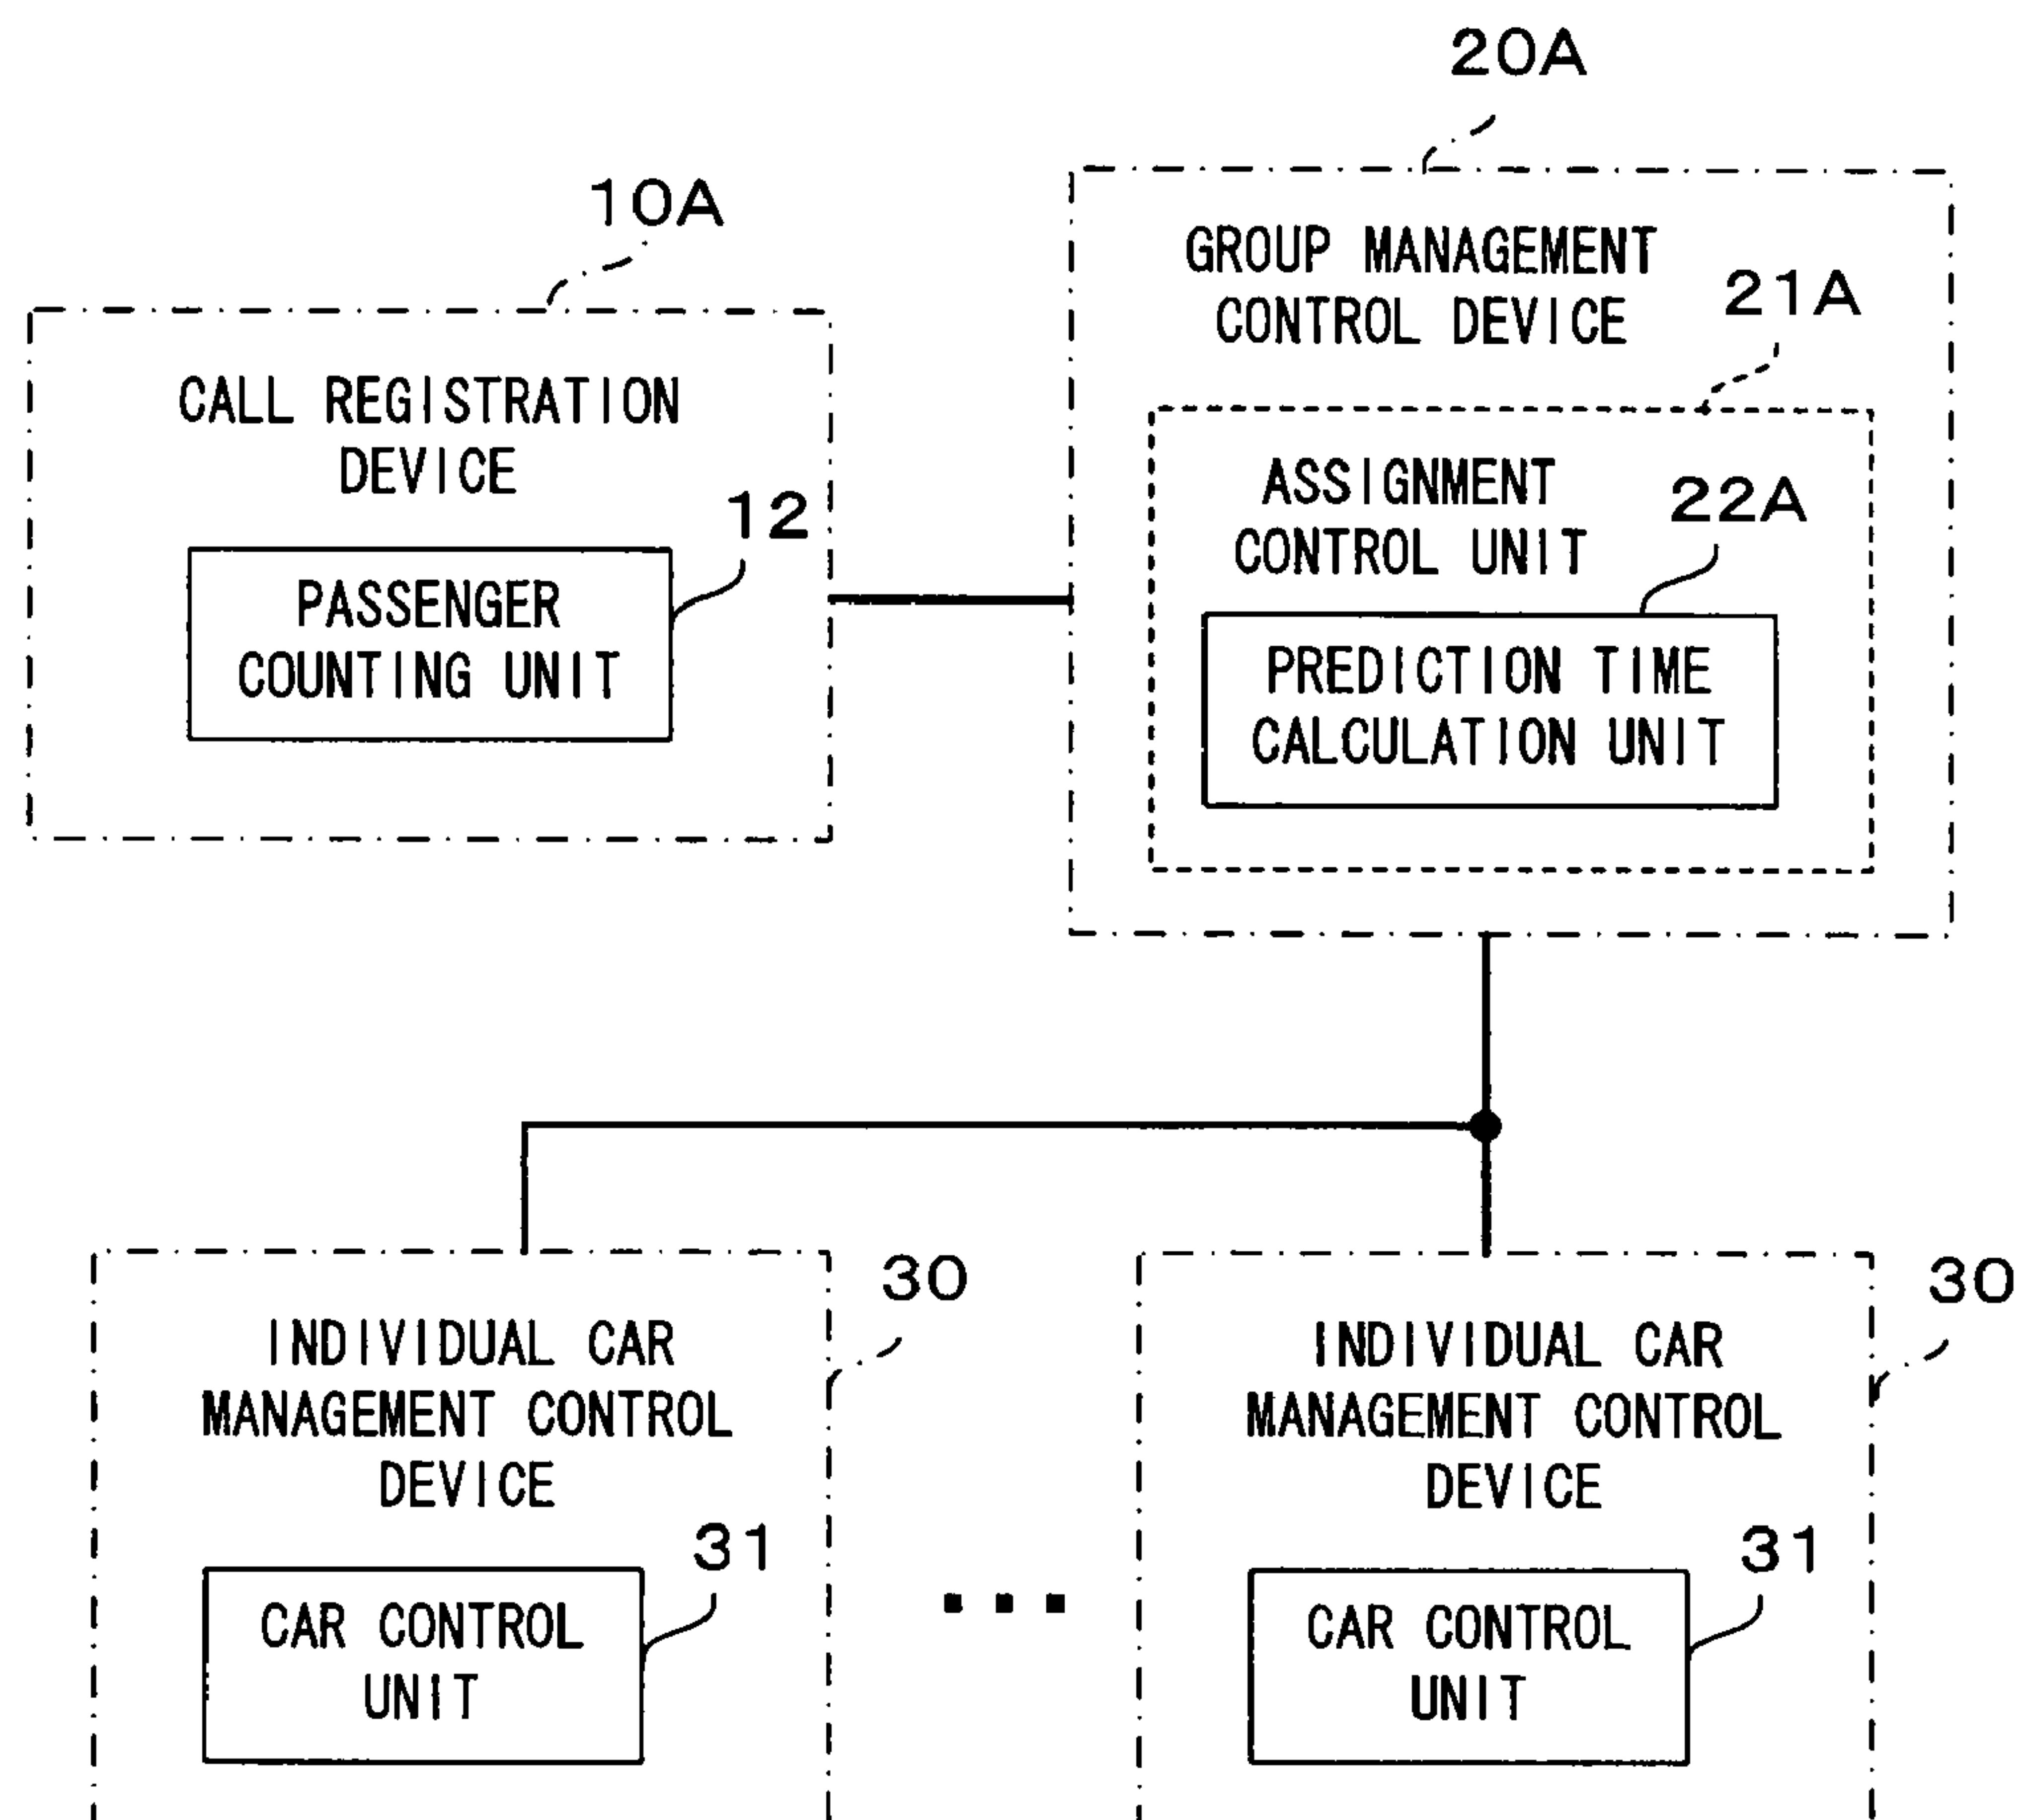 20A
10A
GROUP MANAGEMENT
CONTROL DEVICE
21A
CALL REGISTRATION
DEVICE
ASSIGNMENT
CONTROL UNIT
22A
12
PASSENGER
COUNTING UNIT
PREDICTION TIME
CALCULATION UNIT
30
INDIVIDUAL CAR
MANAGEMENT CONTROL
DEVICE
31
CAR CONTROL
UNIT
30
INDIVIDUAL CAR
MANAGEMENT CONTROL
DEVICE
31
CAR CONTROL
UNIT